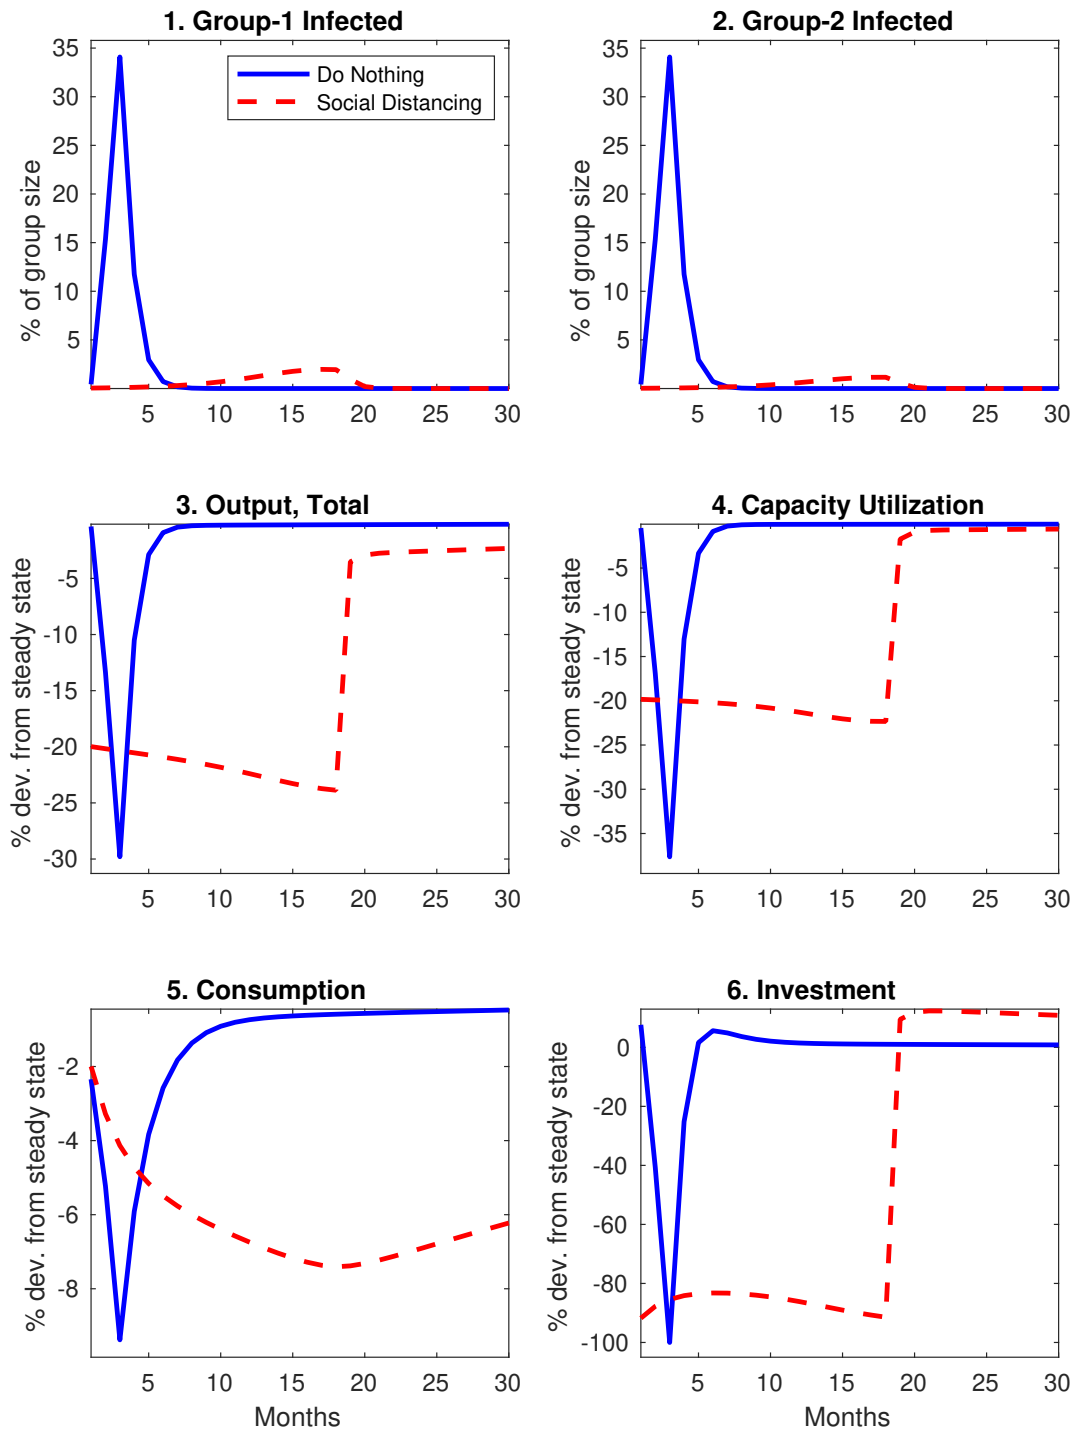 1. Group-1 Infected
% of group size
35
30
25
20
15
10
5
5 10 15 20 25 30
Do Nothing
Social Distancing
2. Group-2 Infected
% of group size
35
30
25
20
15
10
5
5 10 15 20 25 30
3. Output, Total
% dev. from steady state
-5
-10
-15
-20
-25
-30
5 10 15 20 25 30
4. Capacity Utilization
% dev. from steady state
-5
-10
-15
-20
-25
-30
-35
5 10 15 20 25 30
5. Consumption
% dev. from steady state
-2
-4
-6
-8
5 10 15 20 25 30
Months
6. Investment
% dev. from steady state
0
-20
-40
-60
-80
-100
5 10 15 20 25 30
Months